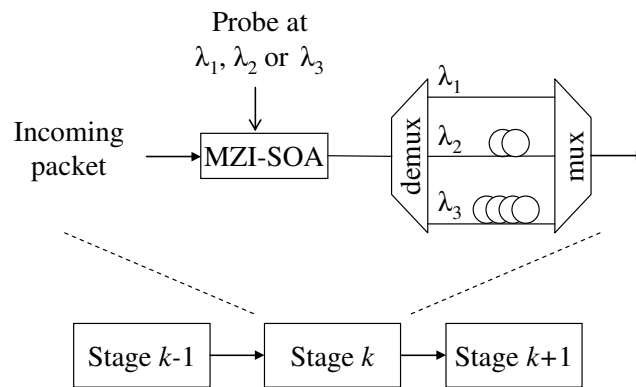 Probe at
λ₁, λ₂ or λ₃
Incoming
packet
MZI-SOA
demux
λ₁
λ₂
λ₃
mux
Stage k-1
Stage k
Stage k+1